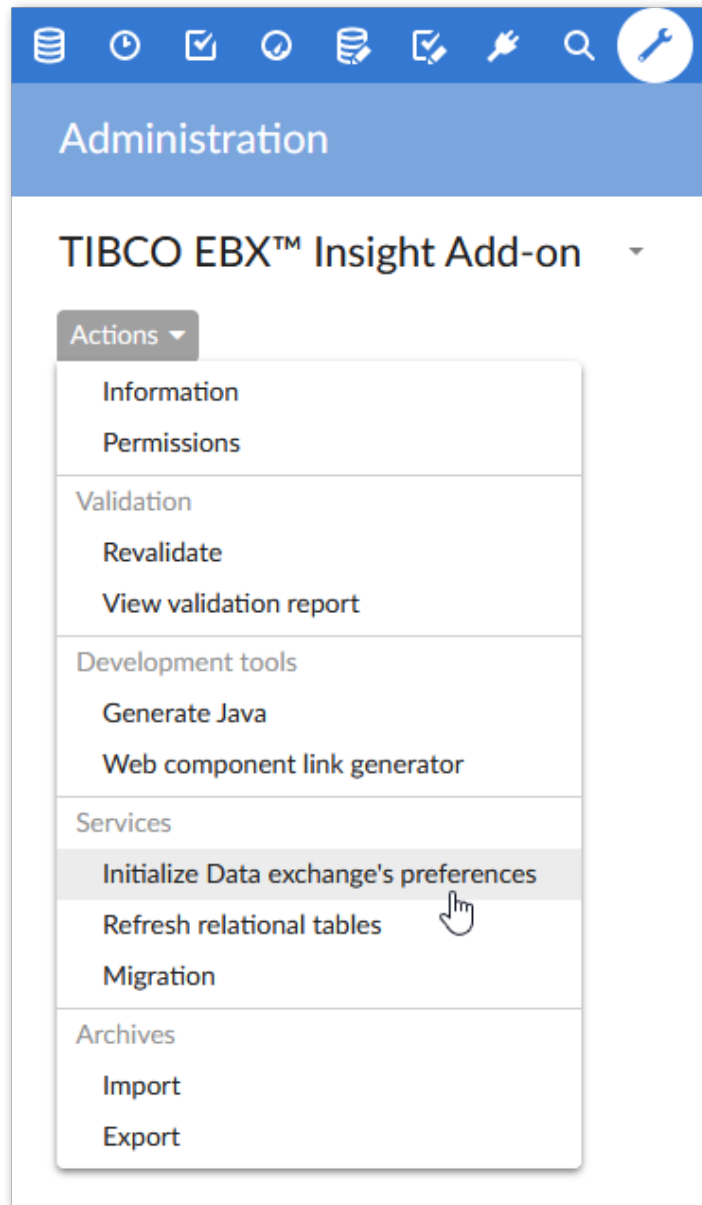 Administration
TIBCO EBX™ Insight Add-on
Actions
Information
Permissions
Validation
Revalidate
View validation report
Development tools
Generate Java
Web component link generator
Services
Initialize Data exchange's preferences
Refresh relational tables
Migration
Archives
Import
Export